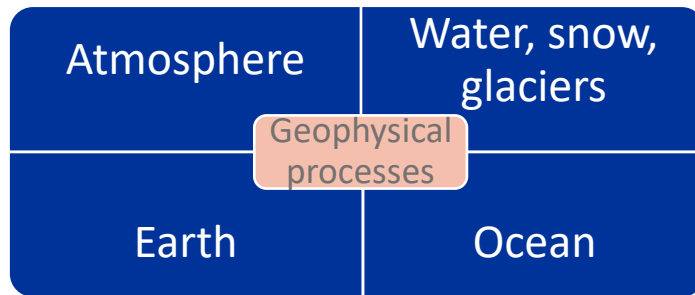 Atmosphere
Water, snow,
glaciers
Geophysical
processes
Earth
Ocean